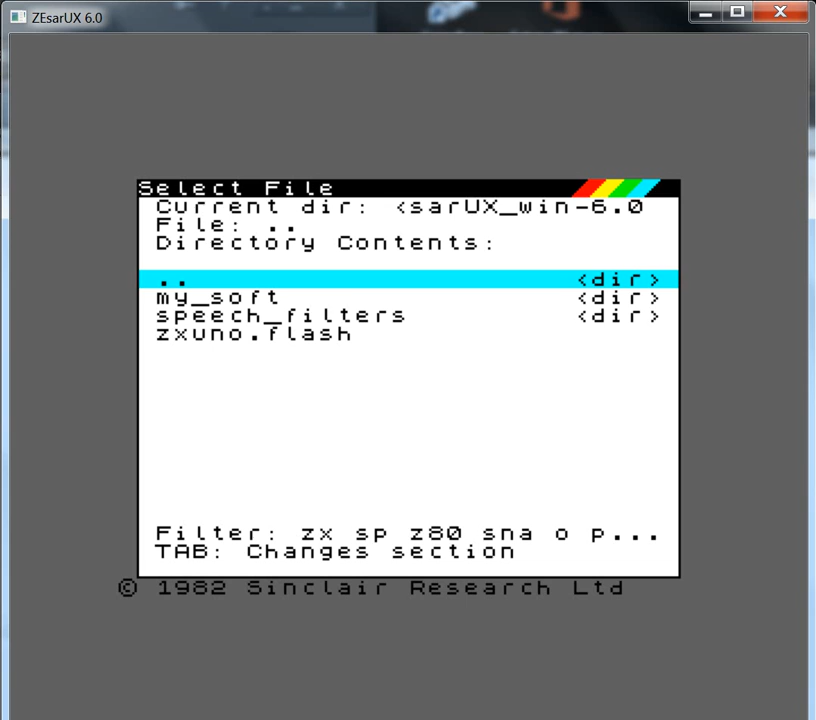 ZEsarUX 6.0
Select File
Current dir: <sarUX_win-6.0
File: ..
Directory Contents:
.. <dir>
my_soft <dir>
speech_filters <dir>
zxuno.flash
Filter: zx sp z80 sna o p...
TAB: Changes section
© 1982 Sinclair Research Ltd